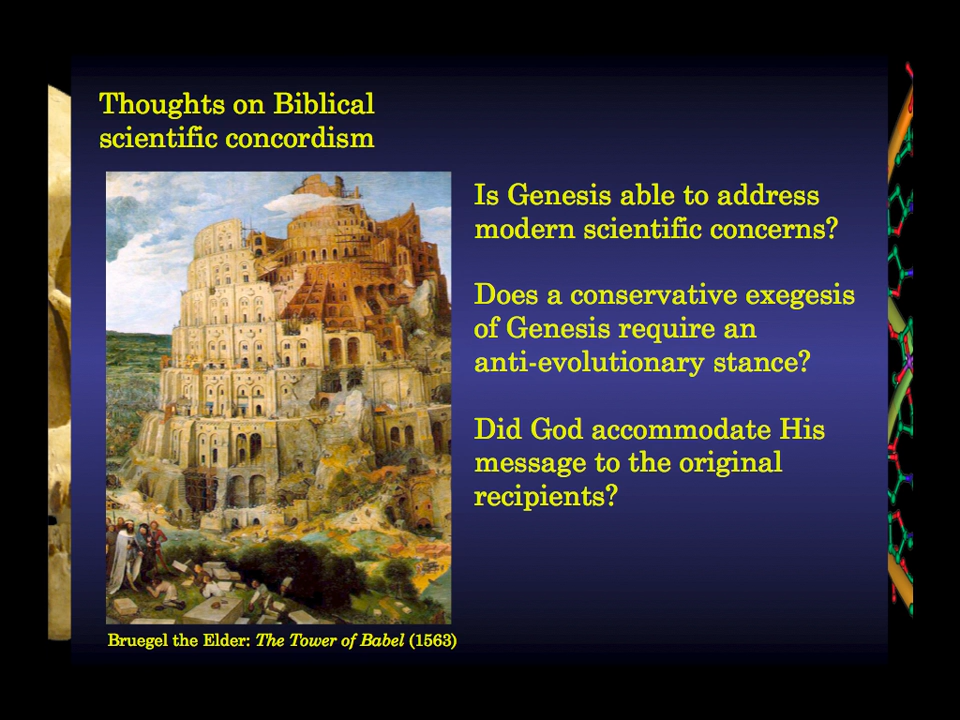 Thoughts on Biblical
scientific concordism
Is Genesis able to address
modern scientific concerns?
Does a conservative exegesis
of Genesis require an
anti-evolutionary stance?
Did God accommodate His
message to the original
recipients?
Bruegel the Elder: The Tower of Babel (1563)